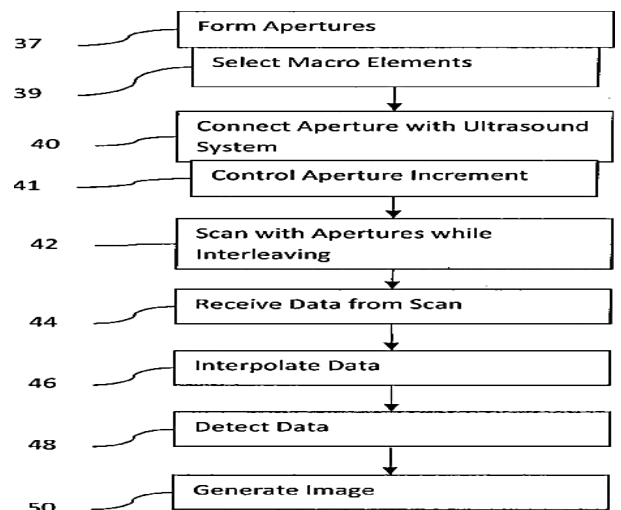 37
Form Apertures
39
Select Macro Elements
40
Connect Aperture with Ultrasound
System
41
Control Aperture Increment
42
Scan with Apertures while
Interleaving
44
Receive Data from Scan
46
Interpolate Data
48
Detect Data
50
Generate Image